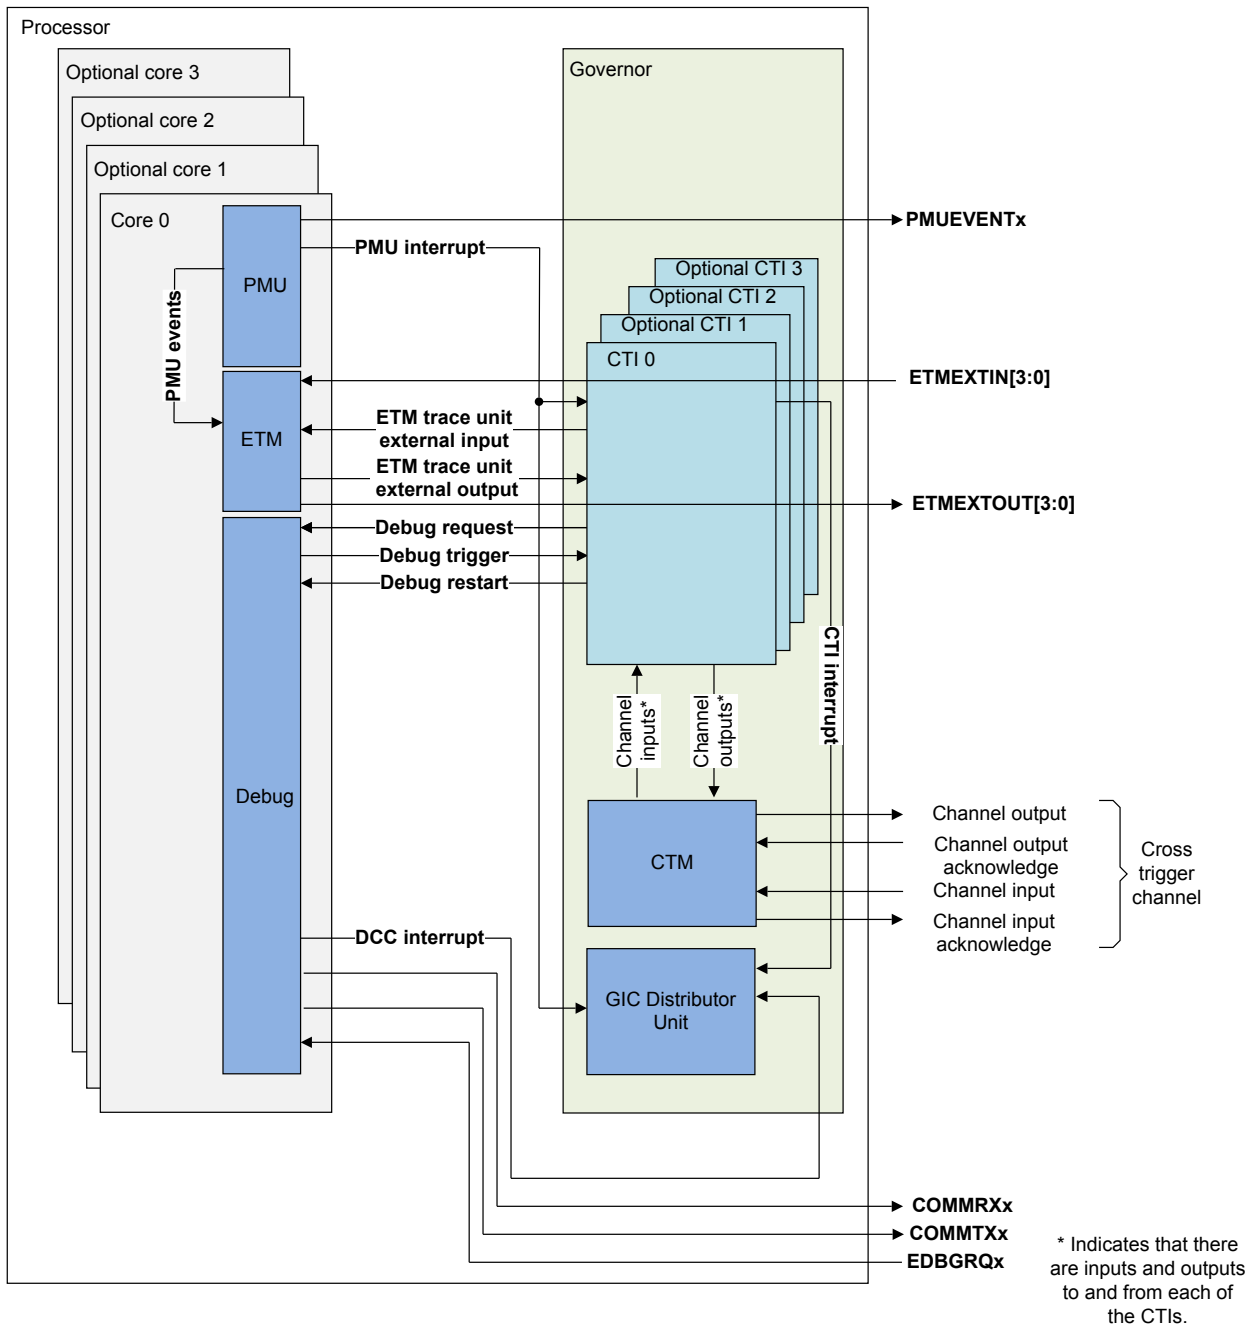 Processor
Optional core 3
Optional core 2
Optional core 1
Core 0
PMU
PMU events
ETM
Debug
PMU interrupt
ETM trace unit
external input
ETM trace unit
external output
Debug request
Debug trigger
Debug restart
DCC interrupt
Governor
Optional CTI 3
Optional CTI 2
Optional CTI 1
CTI 0
CTI interrupt
Channel
inputs*
Channel
outputs*
CTM
GIC Distributor
Unit
PMUEVENTx
ETMEXTIN[3:0]
ETMEXTOUT[3:0]
Channel output
Channel output
acknowledge
Channel input
Channel input
acknowledge
Cross
trigger
channel
COMMRXx
COMMTXx
EDBGRQx
* Indicates that there
are inputs and outputs
to and from each of
the CTIs.